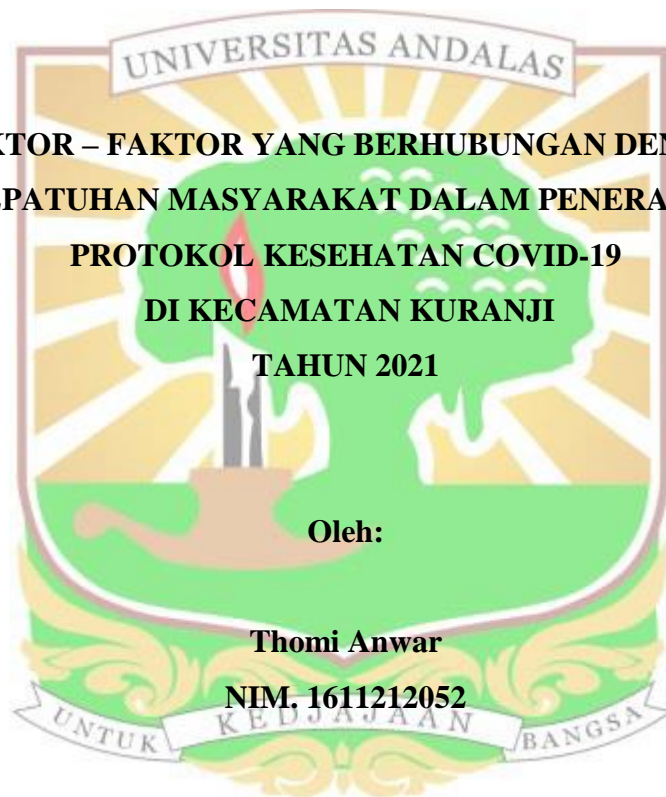 UNIVERSITAS ANDALAS
KTOR – FAKTOR YANG BERHUBUNGAN DEN
PATUHAN MASYARAKAT DALAM PENERA
PROTOKOL KESEHATAN COVID-19
DI KECAMATAN KURANJI
TAHUN 2021
Oleh:
Thomi Anwar
NIM. 1611212052
UNTUK KEDJAJAAN BANGSA